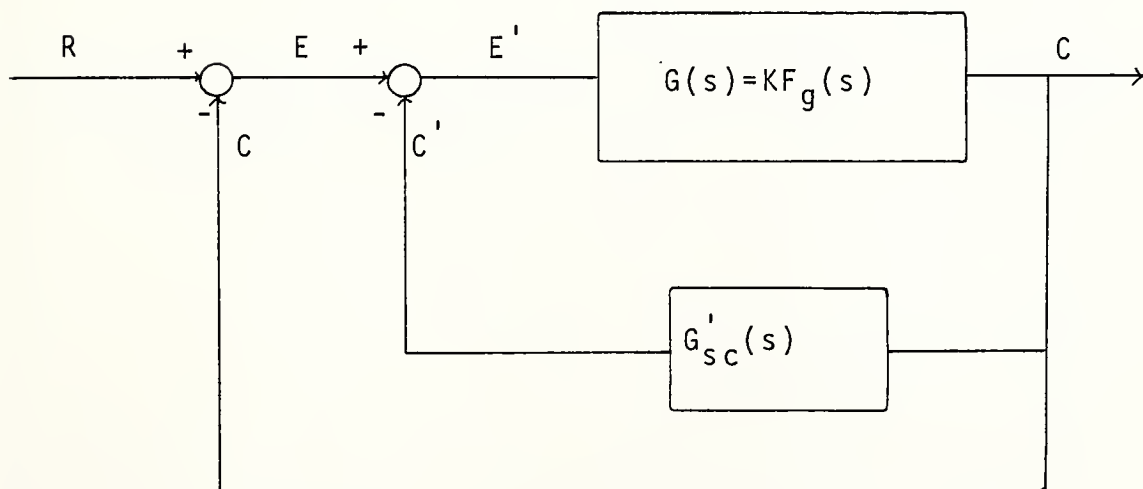 R + E + E' G(s)=KF_g(s) C
- C - C'
G'_sc(s)